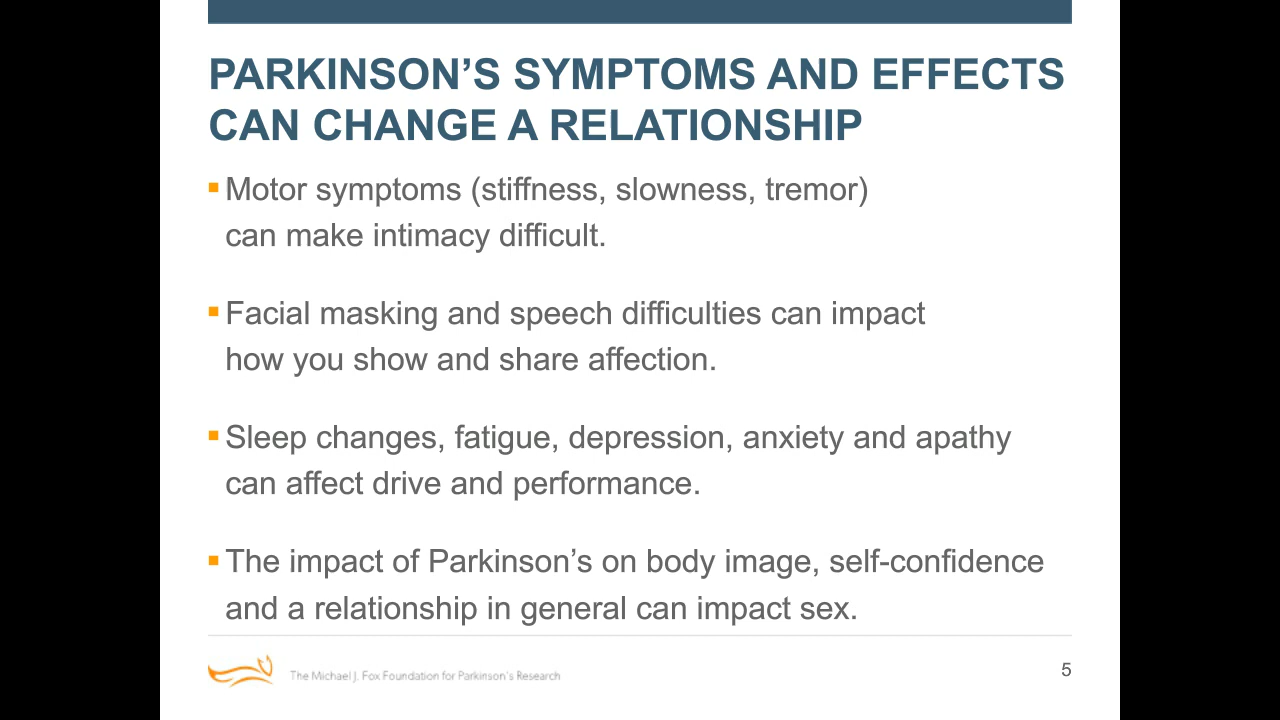 PARKINSON’S SYMPTOMS AND EFFECTS
CAN CHANGE A RELATIONSHIP
▪ Motor symptoms (stiffness, slowness, tremor)
can make intimacy difficult.
▪ Facial masking and speech difficulties can impact
how you show and share affection.
▪ Sleep changes, fatigue, depression, anxiety and apathy
can affect drive and performance.
▪ The impact of Parkinson’s on body image, self-confidence
and a relationship in general can impact sex.
The Michael J. Fox Foundation for Parkinson's Research
5